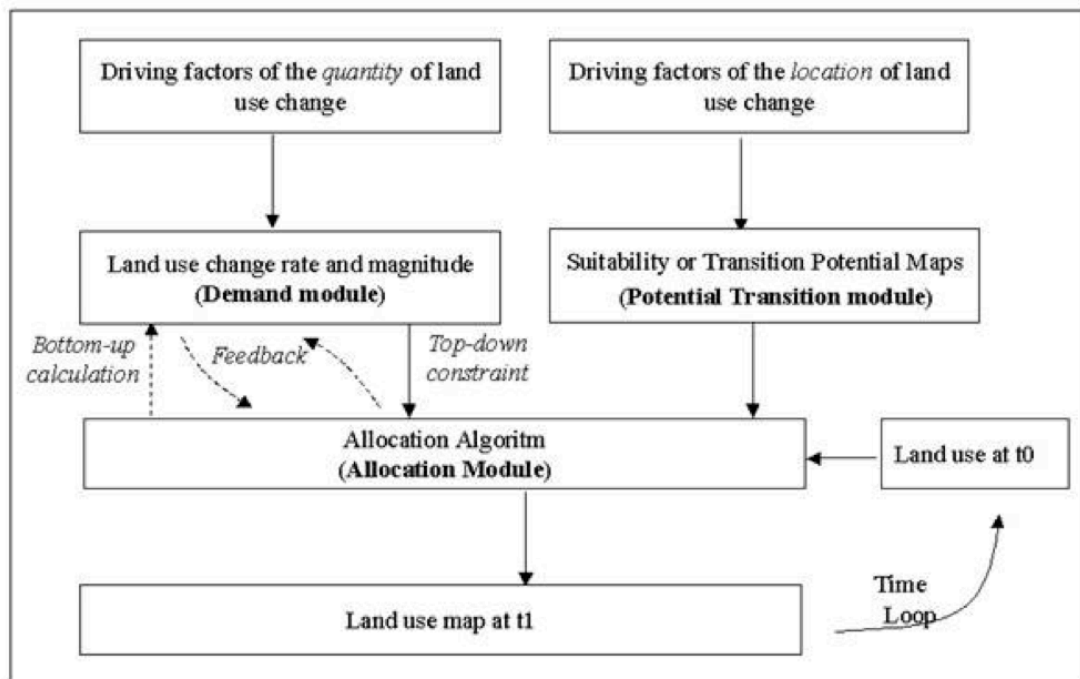 Driving factors of the quantity of land
use change
Driving factors of the location of land
use change
Land use change rate and magnitude
(Demand module)
Suitability or Transition Potential Maps
(Potential Transition module)
Bottom-up
calculation
Feedback
Top-down
constraint
Allocation Algoritm
(Allocation Module)
Land use at t0
Land use map at t1
Time
Loop